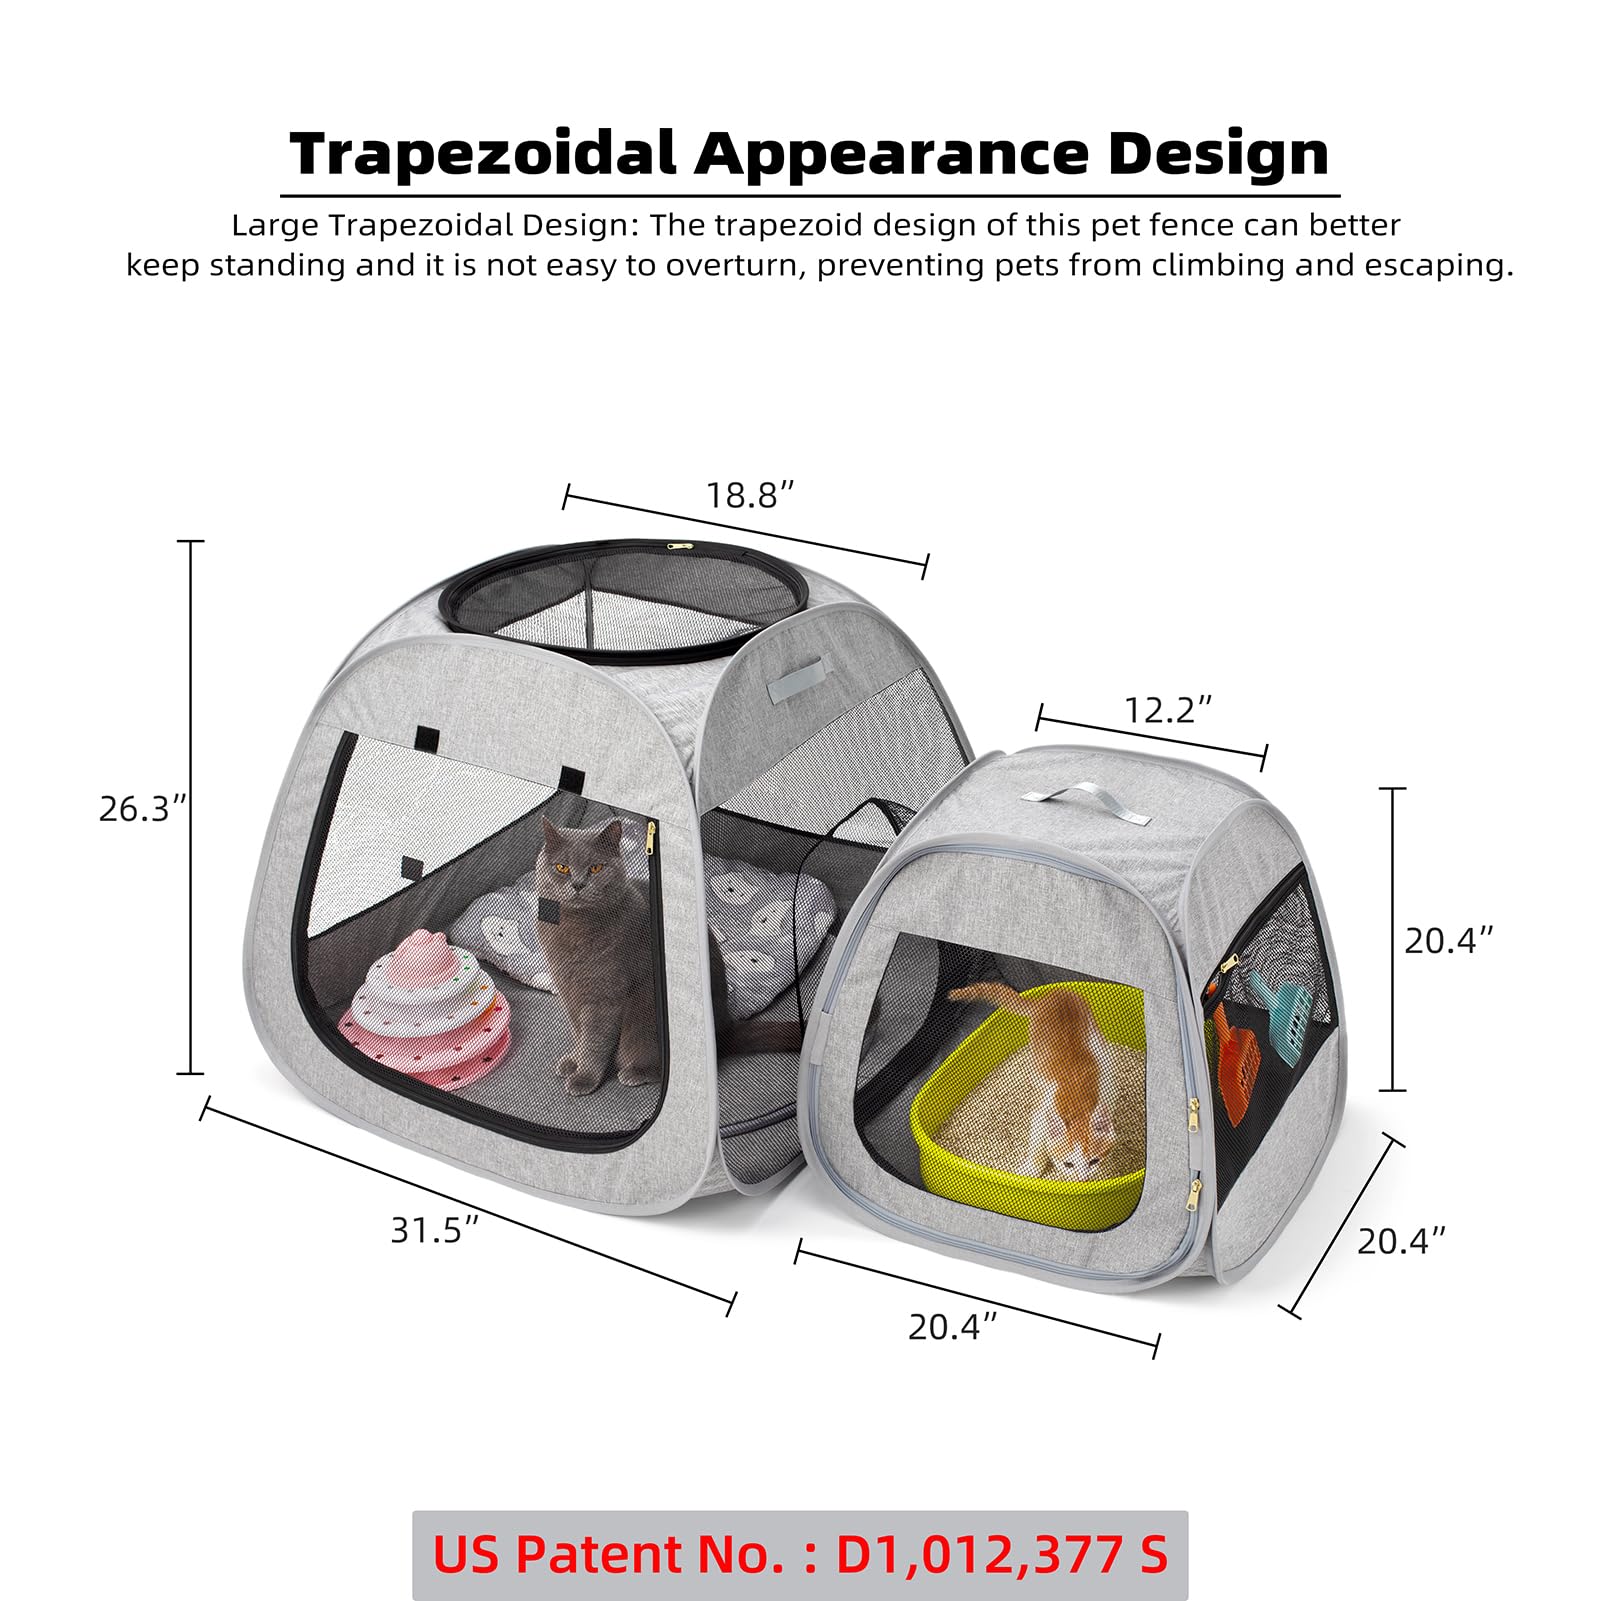 Trapezoidal Appearance Design
Large Trapezoidal Design: The trapezoid design of this pet fence can better
keep standing and it is not easy to overturn, preventing pets from climbing and escaping.
18.8”
12.2”
26.3”
20.4”
31.5”
20.4”
20.4”
US Patent No. : D1,012,377 S